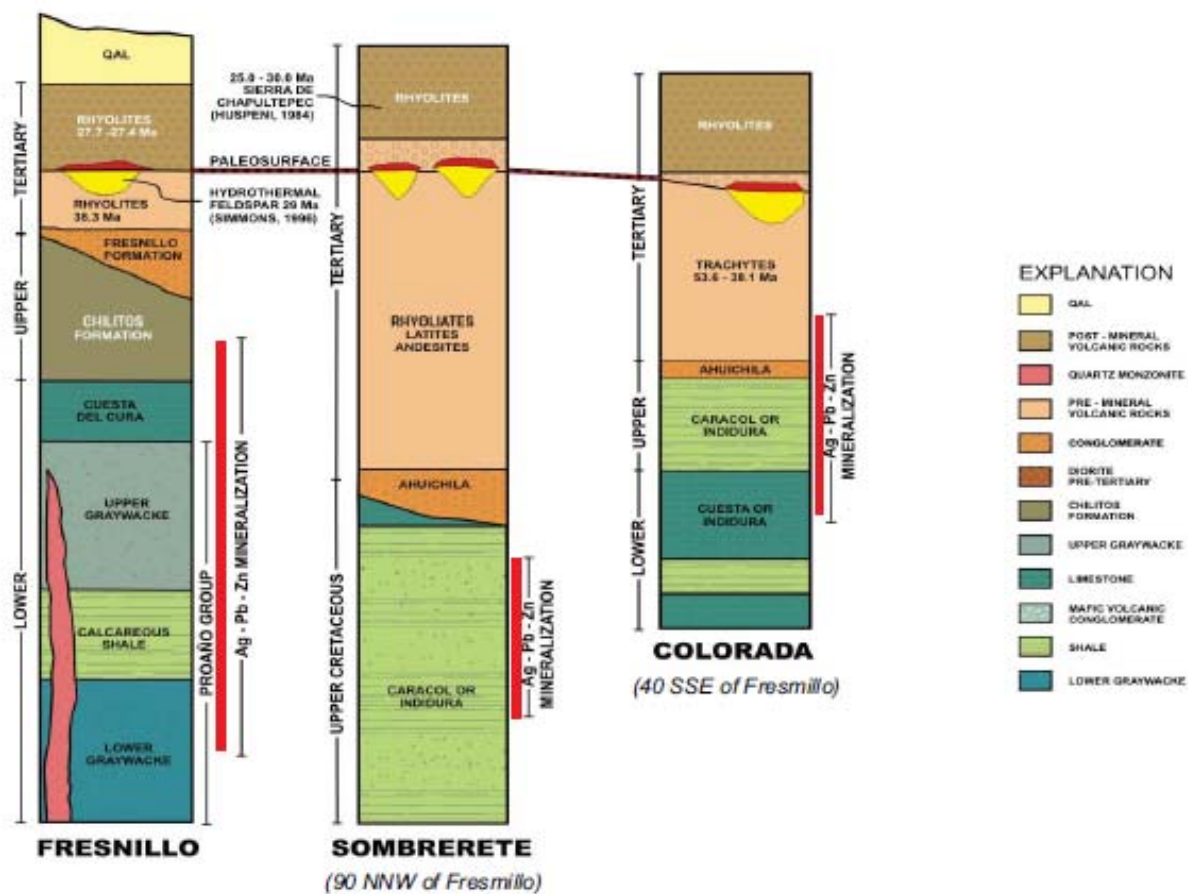 QAL
TERTIARY
RHYOLITES
27.7 -27.4 Ma
RHYOLITES
38.3 Ma
FRESNILLO
FORMATION
UPPER
CHILITOS
FORMATION
CUESTA
DEL CURA
UPPER
GRAYWACKE
LOWER
CALCAREOUS
SHALE
LOWER
GRAYWACKE
PROAÑO GROUP
Ag - Pb - Zn MINERALIZATION
FRESNILLO
25.0 - 30.0 Ma
SIERRA DE
CHAPULTEPEC
(HUSPENI, 1984)
PALEOSURFACE
HYDROTHERMAL
FELDSPAR 29 Ma
(SIMMONS, 1996)
RHYOLITES
TERTIARY
RHYOLIATES
LATITES
ANDESITES
AHUICHILA
UPPER CRETACEOUS
CARACOL OR
INDIDURA
Ag - Pb - Zn
MINERALIZATION
SOMBRERETE
(90 NNW of Fresmillo)
RHYOLITES
TERTIARY
TRACHYTES
53.6 - 38.1 Ma
AHUICHILA
UPPER
CARACOL OR
INDIDURA
LOWER
CUESTA OR
INDIDURA
Ag - Pb - Zn
MINERALIZATION
COLORADA
(40 SSE of Fresmillo)
EXPLANATION
QAL
POST - MINERAL
VOLCANIC ROCKS
QUARTZ MONZONITE
PRE - MINERAL
VOLCANIC ROCKS
CONGLOMERATE
DIORITE
PRE-TERTIARY
CHILITOS
FORMATION
UPPER GRAYWACKE
LIMESTONE
MAFIC VOLCANIC
CONGLOMERATE
SHALE
LOWER GRAYWACKE